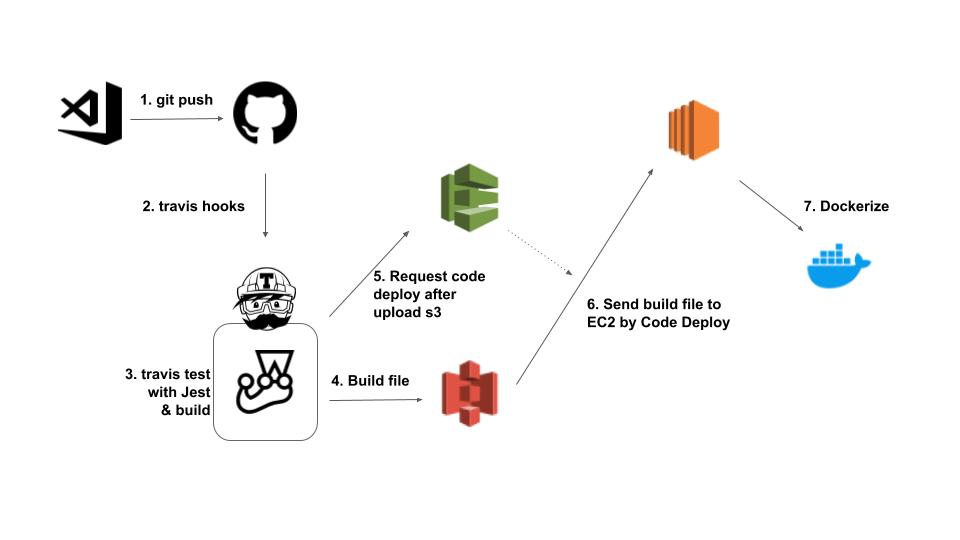 1. git push
2. travis hooks
T
3. travis test
with Jest
& build
4. Build file
5. Request code
deploy after
upload s3
6. Send build file to
EC2 by Code Deploy
7. Dockerize